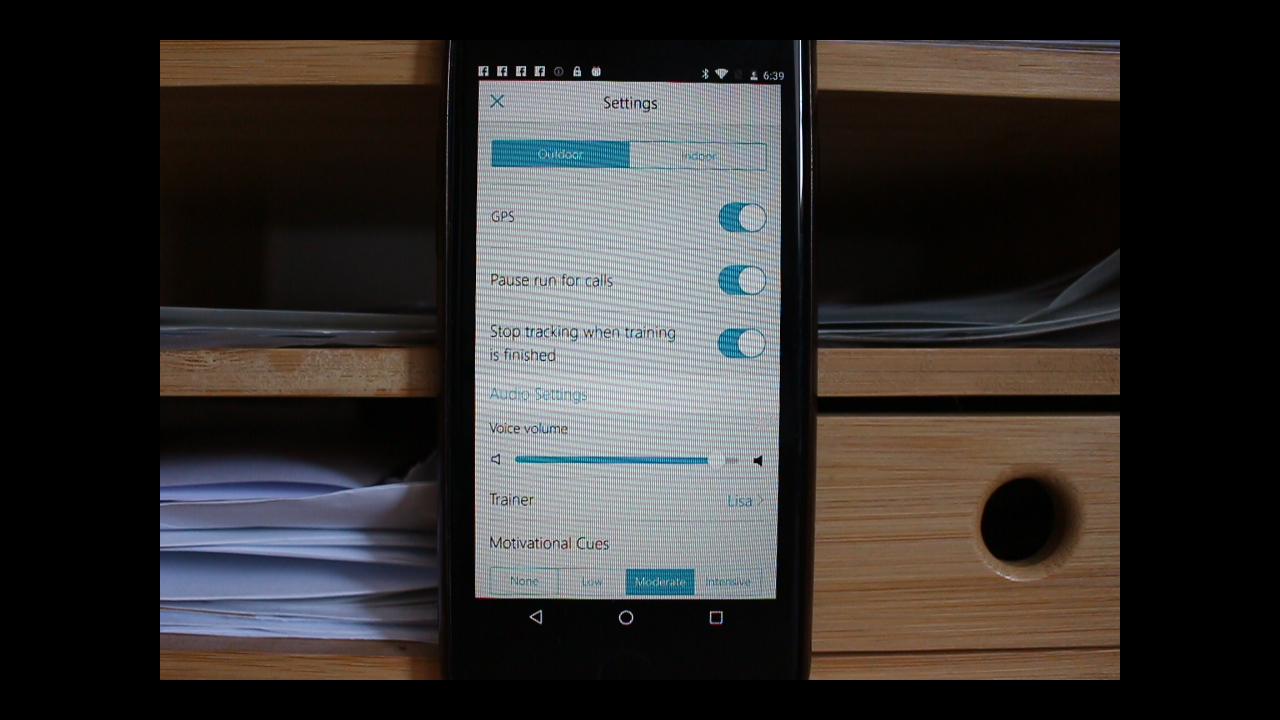 6:39
Settings
Outdoor Indoor
GPS
Pause run for calls
Stop tracking when training
is finished
Audio Settings
Voice volume
Trainer Lisa
Motivational Cues
None Low Moderate Intensive